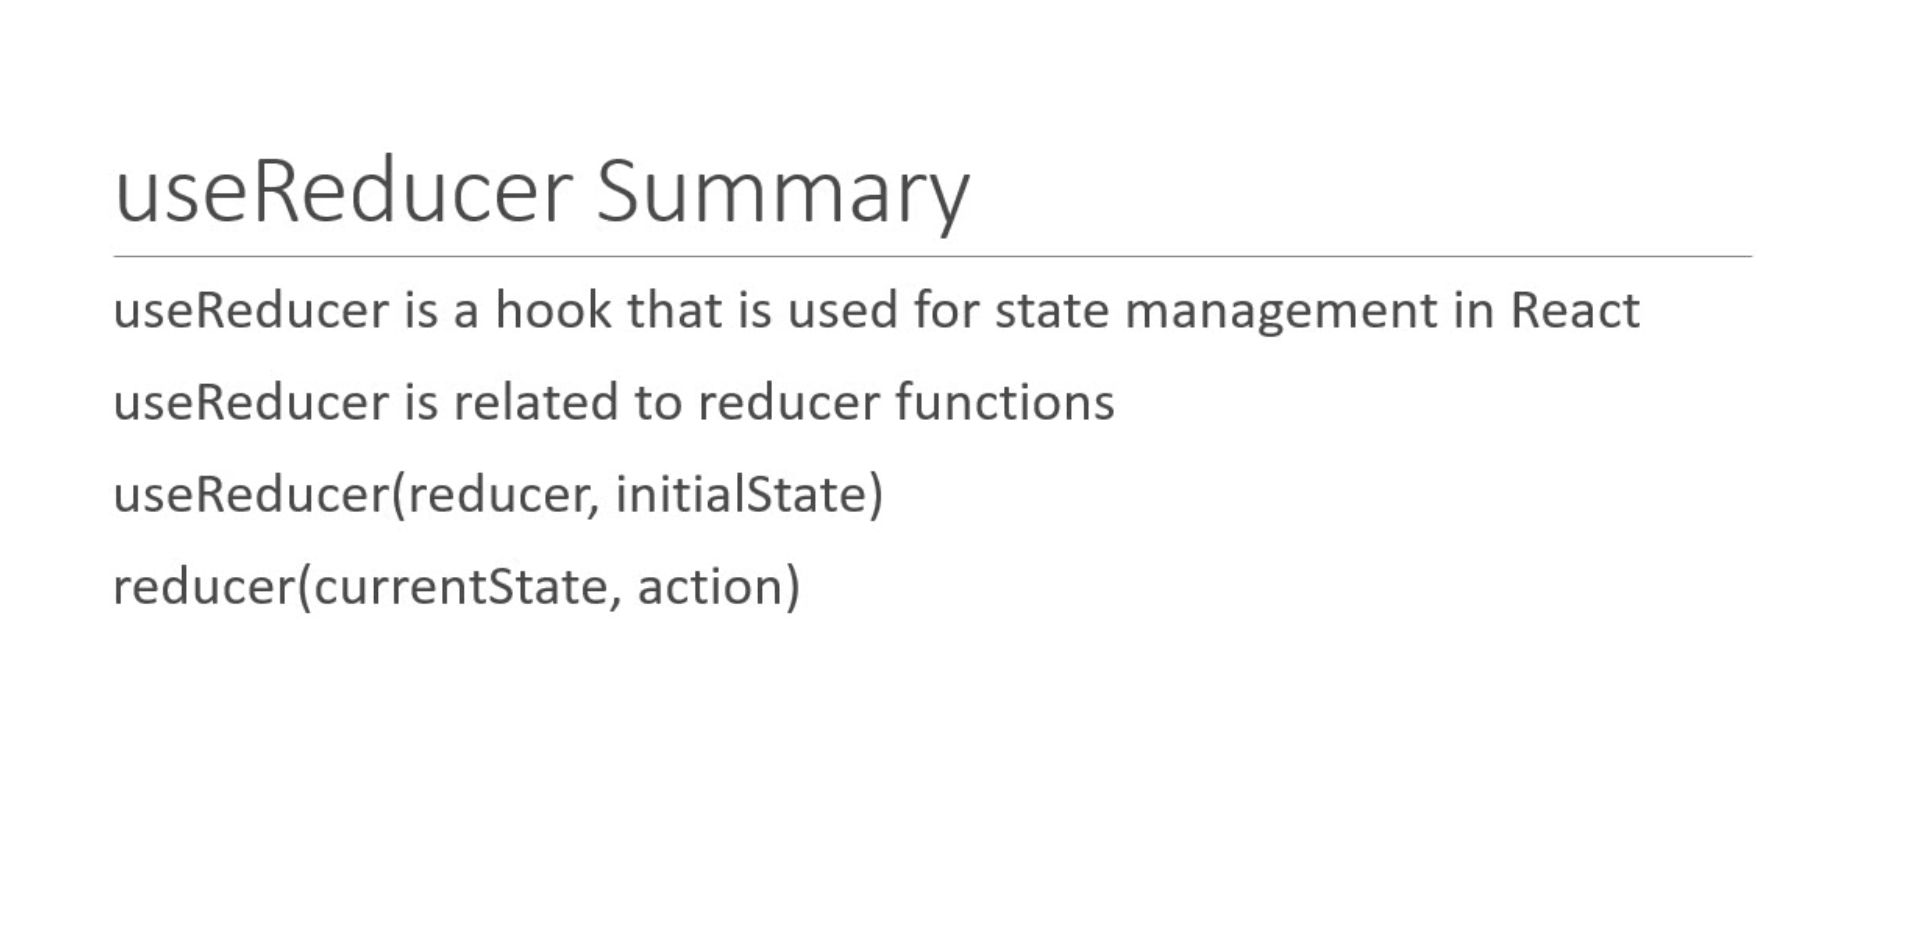 useReducer Summary
useReducer is a hook that is used for state management in React
useReducer is related to reducer functions
useReducer(reducer, initialState)
reducer(currentState, action)